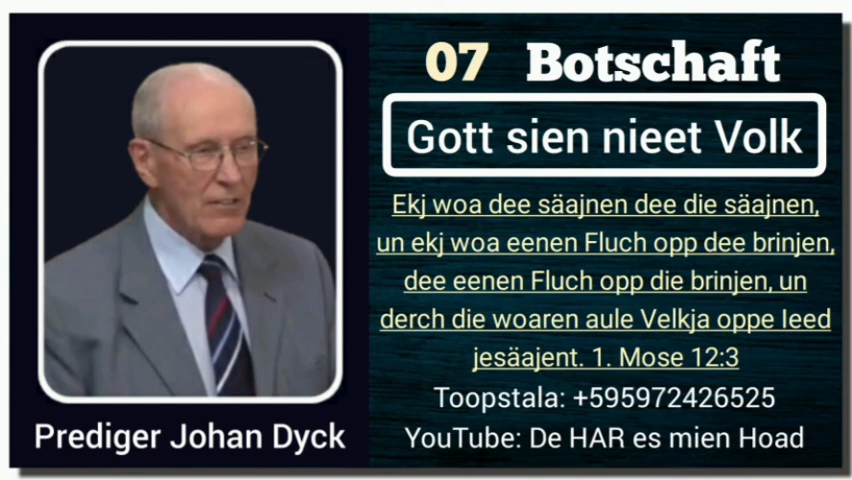 07 Botschaft
Gott sien nieet Volk
Ekj woa dee säajnen dee die säajnen,
un ekj woa eenen Fluch opp dee brinjen,
dee eenen Fluch opp die brinjen, un
derch die woaren aule Velkja oppe Ieed
jesäajent. 1. Mose 12:3
Toopstala: +595972426525
YouTube: De HAR es mien Hoad
Prediger Johan Dyck